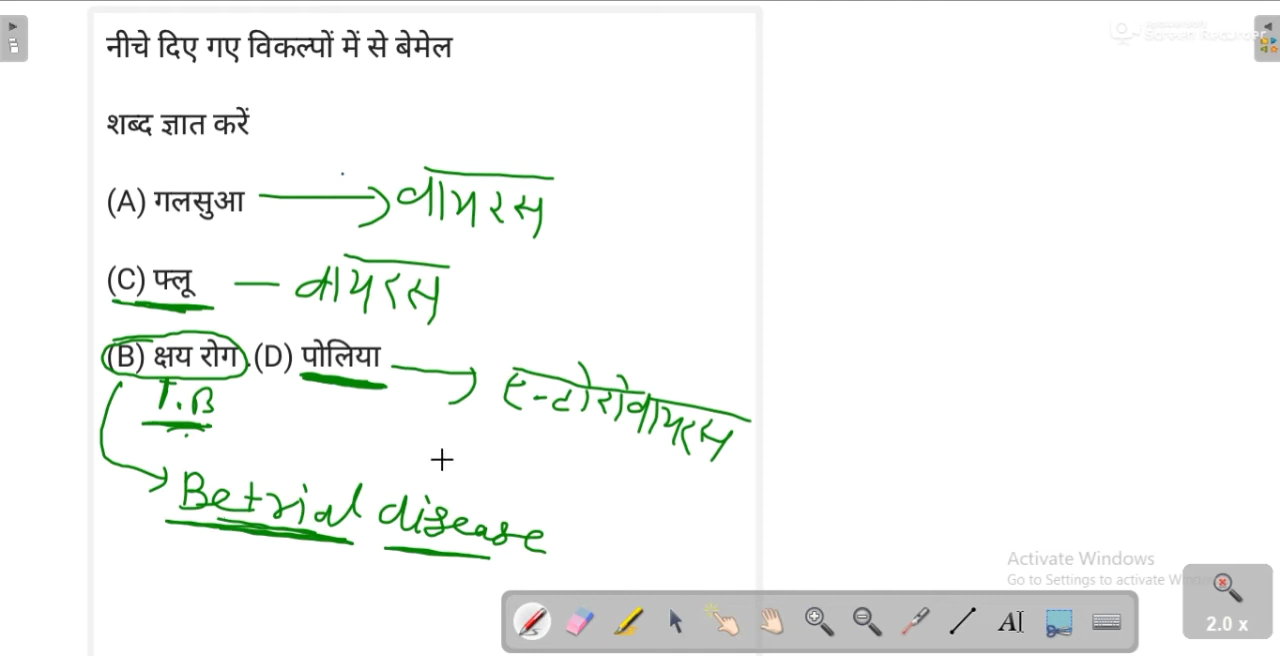 नीचे दिए गए विकल्पों में से बेमेल
शब्द ज्ञात करें
(A) गलसुआ वायरस
(C) फ्लू वायरस
(B) क्षय रोग .(D) पोलिया एन्टोरोवायरस
T.B
Betrial disease
Activate Windows
Go to Settings to activate
AI
2.0 x